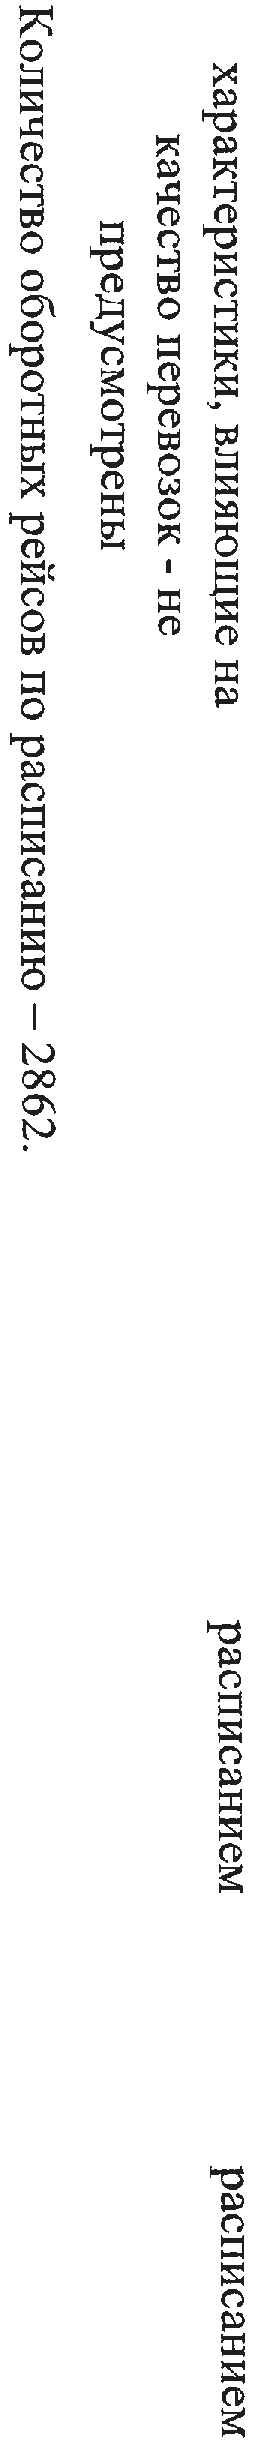 характеристики, влияющие на расписанием расписанием
качество перевозок - не
предусмотрены
Количество оборотных рейсов по расписанию – 2862.